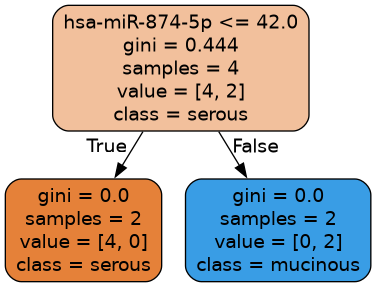 hsa-miR-874-5p <= 42.0
gini = 0.444
samples = 4
value = [4, 2]
class = serous
True
False
gini = 0.0
samples = 2
value = [4, 0]
class = serous
gini = 0.0
samples = 2
value = [0, 2]
class = mucinous